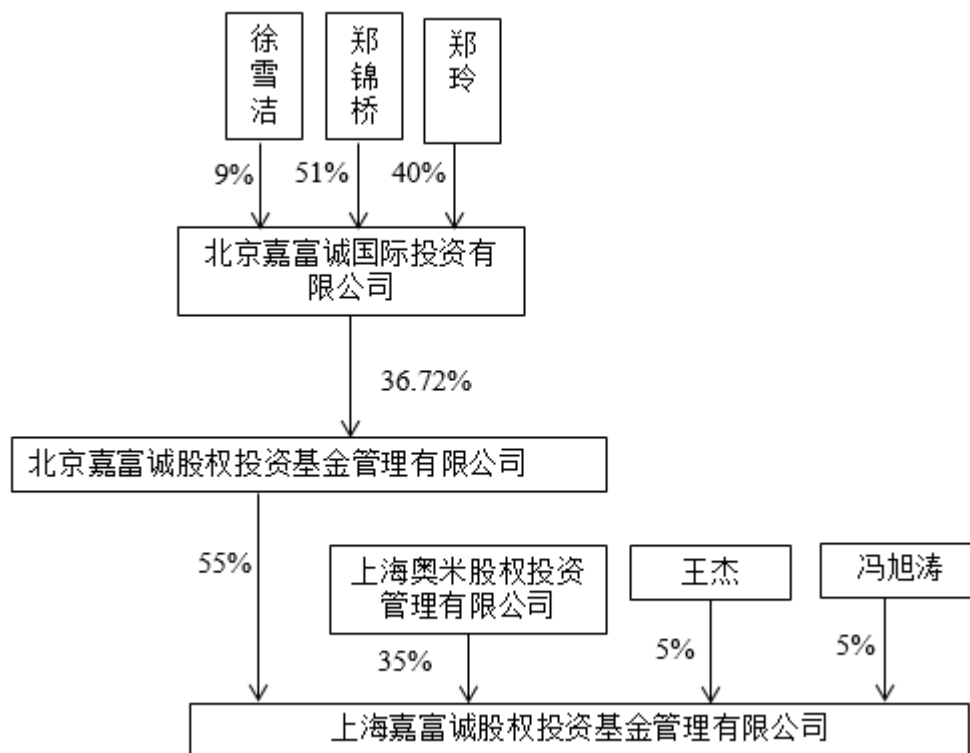 徐雪洁
郑锦桥
郑玲
9%
51%
40%
北京嘉富诚国际投资有
限公司
36.72%
北京嘉富诚股权投资基金管理有限公司
55%
上海奥米股权投资
管理有限公司
王杰
冯旭涛
35%
5%
5%
上海嘉富诚股权投资基金管理有限公司